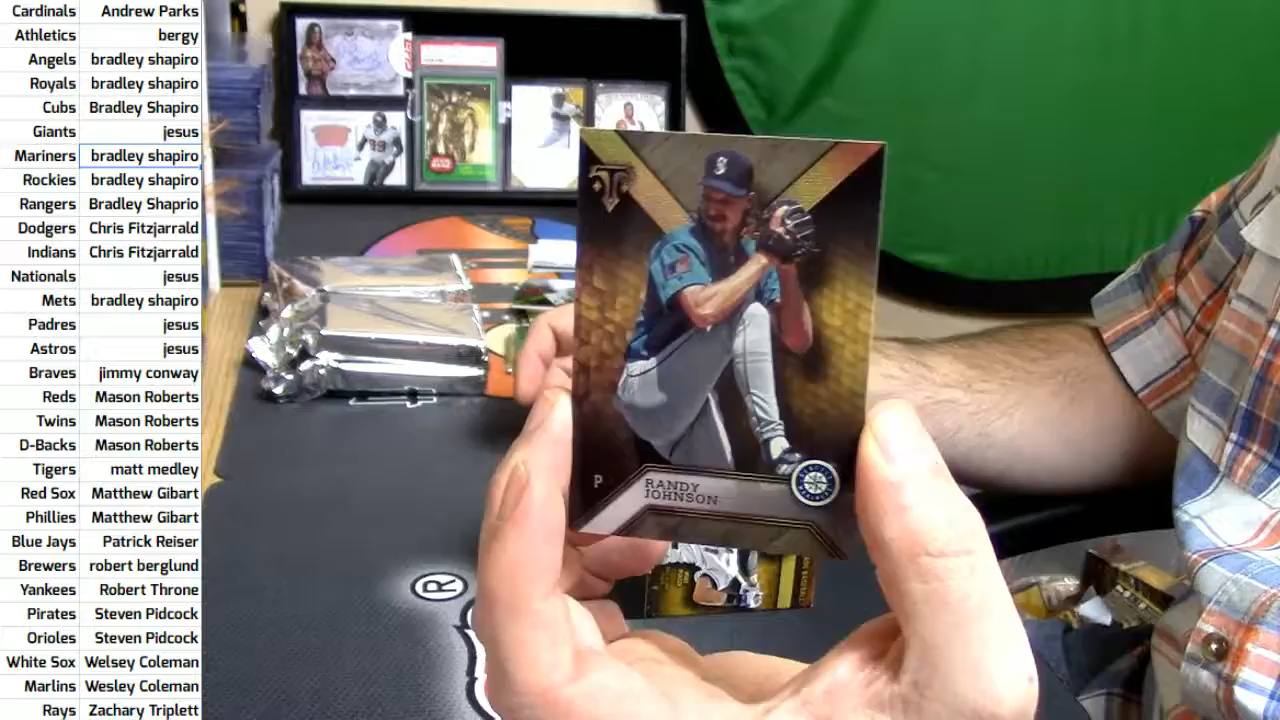 Cardinals Andrew Parks
Athletics bergy
Angels bradley shapiro
Royals bradley shapiro
Cubs Bradley Shapiro
Giants jesus
Mariners bradley shapiro
Rockies bradley shapiro
Rangers Bradley Shaprio
Dodgers Chris Fitzjarrald
Indians Chris Fitzjarrald
Nationals jesus
Mets bradley shapiro
Padres jesus
Astros jesus
Braves jimmy conway
Reds Mason Roberts
Twins Mason Roberts
D-Backs Mason Roberts
Tigers matt medley
Red Sox Matthew Gibart
Phillies Matthew Gibart
Blue Jays Patrick Reiser
Brewers robert berglund
Yankees Robert Throne
Pirates Steven Pidcock
Orioles Steven Pidcock
White Sox Welsey Coleman
Marlins Wesley Coleman
Rays Zachary Triplett
T
S
P
RANDY
JOHNSON
®